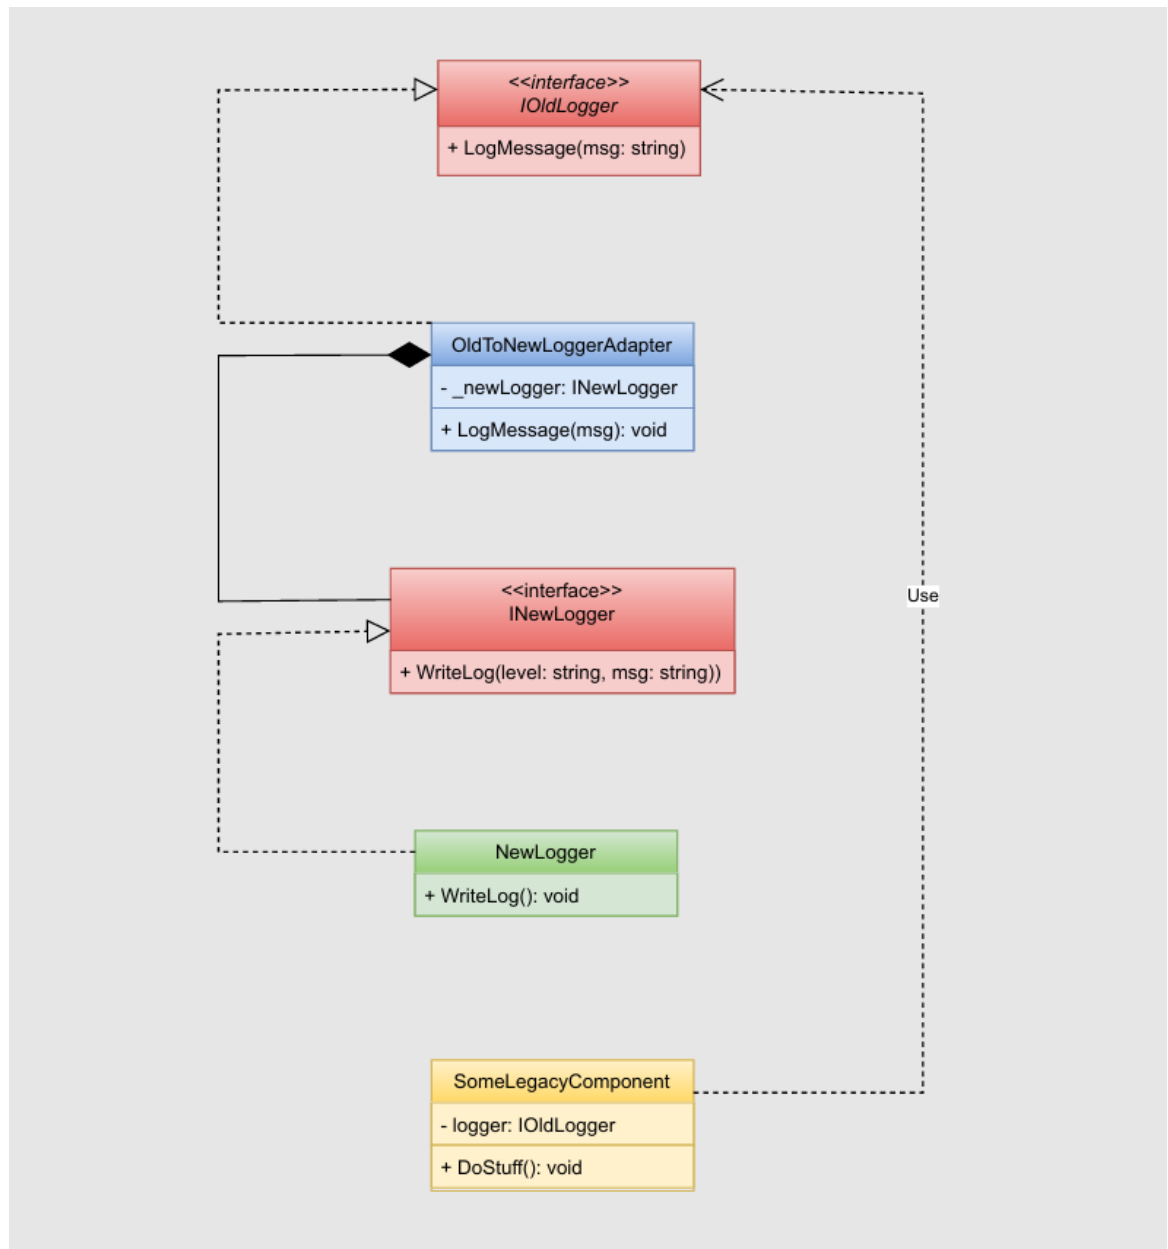 <<interface>>
IOldLogger
+ LogMessage(msg: string)
OldToNewLoggerAdapter
- _newLogger: INewLogger
+ LogMessage(msg): void
<<interface>>
INewLogger
+ WriteLog(level: string, msg: string))
Use
NewLogger
+ WriteLog(): void
SomeLegacyComponent
- logger: IOldLogger
+ DoStuff(): void